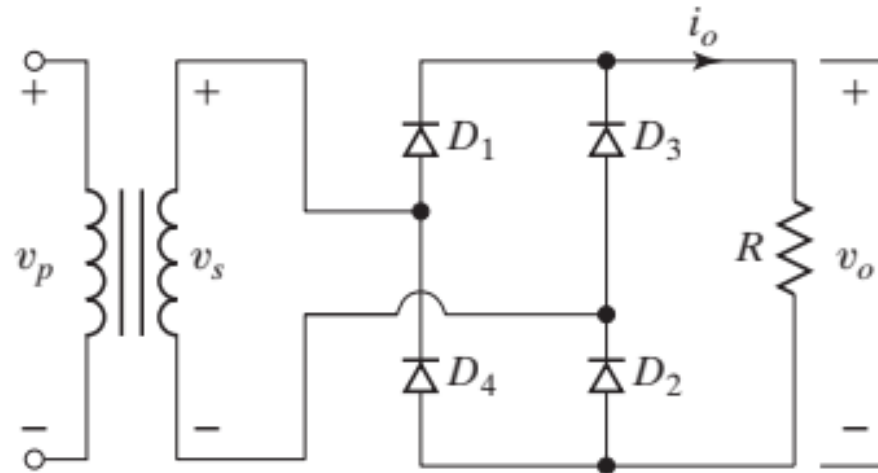 i_o
+ + +
D_1 D_3
v_p v_s R v_o
D_4 D_2
− − −